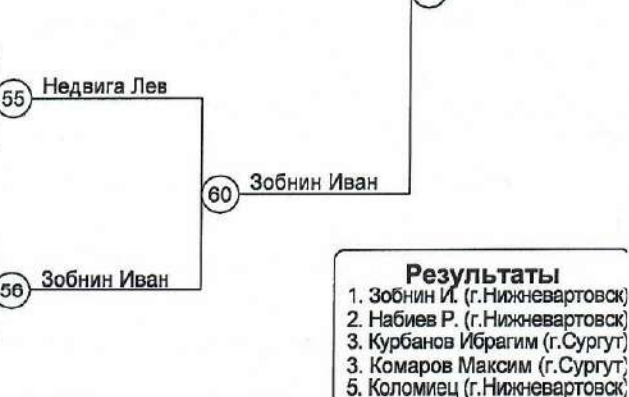 55 Недвига Лев
60 Зобнин Иван
56 Зобнин Иван
Результаты
1. Зобнин И. (г.Нижневартовск)
2. Набиев Р. (г.Нижневартовск)
3. Курбанов Ибрагим (г.Сургут)
3. Комаров Максим (г.Сургут)
5. Коломиец (г.Нижневартовск)